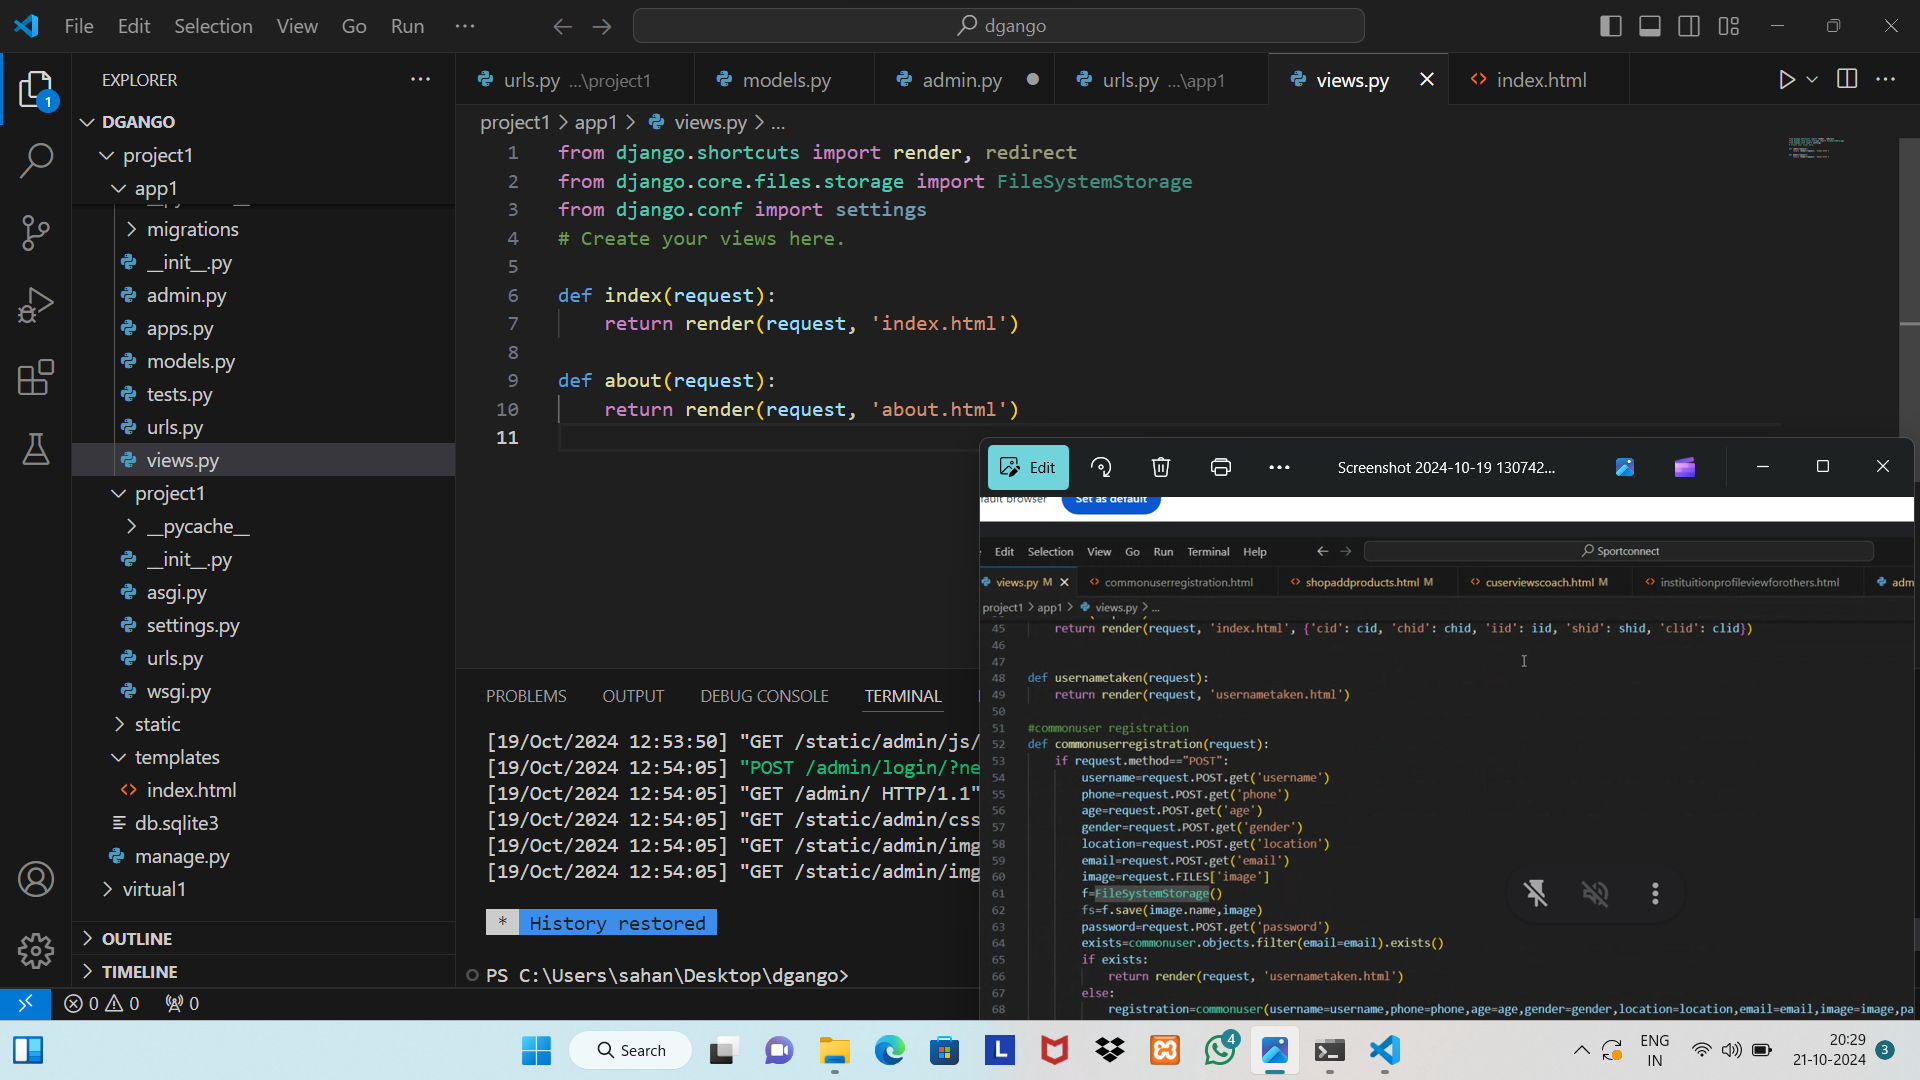 File Edit Selection View Go Run ... dgango
EXPLORER ...
DGANGO
project1
app1
migrations
__init__.py
admin.py
apps.py
models.py
tests.py
urls.py
views.py
project1
__pycache__
__init__.py
asgi.py
settings.py
urls.py
wsgi.py
static
templates
index.html
db.sqlite3
manage.py
virtual1
OUTLINE
TIMELINE
urls.py ...\project1 models.py admin.py urls.py ...\app1 views.py index.html
project1 > app1 > views.py > ...
1 from django.shortcuts import render, redirect
2 from django.core.files.storage import FileSystemStorage
3 from django.conf import settings
4 # Create your views here.
5
6 def index(request):
7 return render(request, 'index.html')
8
9 def about(request):
10 return render(request, 'about.html')
11
PROBLEMS OUTPUT DEBUG CONSOLE TERMINAL
[19/Oct/2024 12:53:50] "GET /static/admin/js/
[19/Oct/2024 12:54:05] "POST /admin/login/?ne
[19/Oct/2024 12:54:05] "GET /admin/ HTTP/1.1"
[19/Oct/2024 12:54:05] "GET /static/admin/css
[19/Oct/2024 12:54:05] "GET /static/admin/img
[19/Oct/2024 12:54:05] "GET /static/admin/img
* History restored
PS C:\Users\sahan\Desktop\dgango>
Edit Screenshot 2024-10-19 130742...
fault browser Set as default
Edit Selection View Go Run Terminal Help Sportconnect
views.py M commonuserregistration.html shopaddproducts.html M cuserviewscoach.html M instituitionprofileviewforothers.html adm
project1 > app1 > views.py > ...
45 return render(request, 'index.html', {'cid': cid, 'chid': chid, 'iid': iid, 'shid': shid, 'clid': clid})
46
47
48 def usernametaken(request):
49 return render(request, 'usernametaken.html')
50
51 #commonuser registration
52 def commonuserregistration(request):
53 if request.method=="POST":
54 username=request.POST.get('username')
55 phone=request.POST.get('phone')
56 age=request.POST.get('age')
57 gender=request.POST.get('gender')
58 location=request.POST.get('location')
59 email=request.POST.get('email')
60 image=request.FILES['image']
61 f=FileSystemStorage()
62 fs=f.save(image.name,image)
63 password=request.POST.get('password')
64 exists=commonuser.objects.filter(email=email).exists()
65 if exists:
66 return render(request, 'usernametaken.html')
67 else:
68 registration=commonuser(username=username,phone=phone,age=age,gender=gender,location=location,email=email,image=image,pa
1
0 0 0
Search
L
4
ENG
IN
20:29
21-10-2024
3